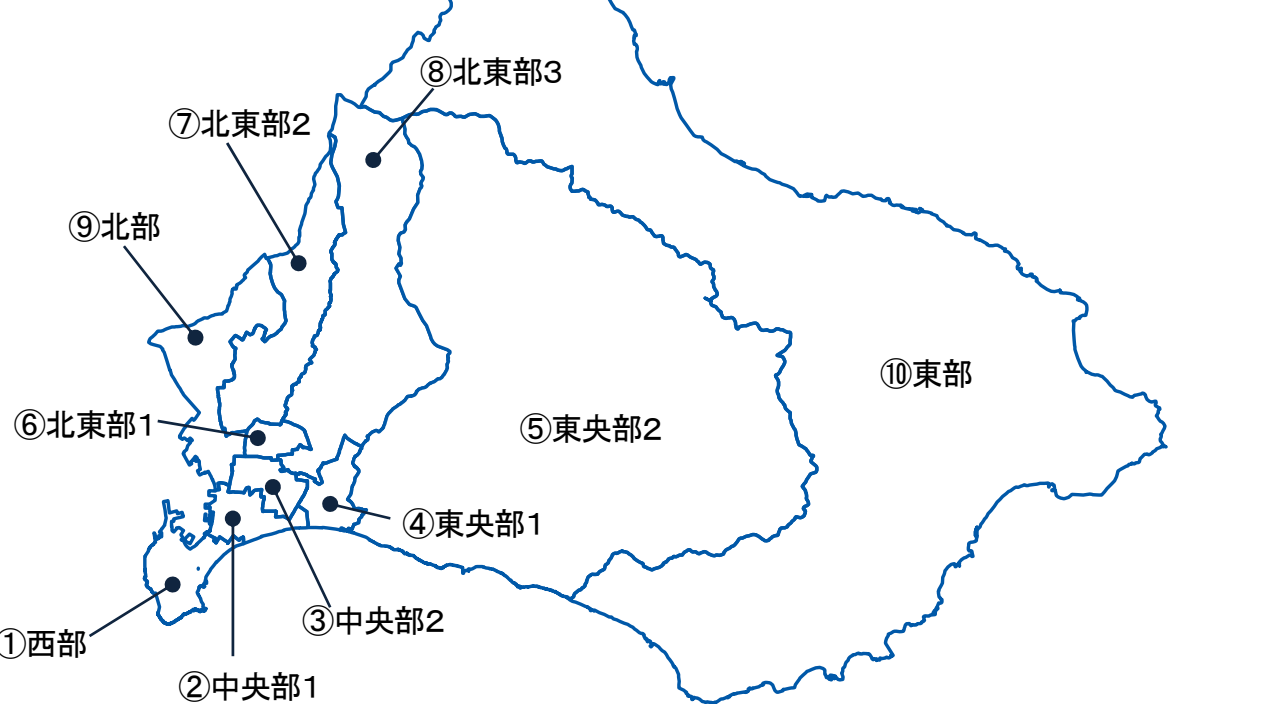 ⑧北東部3
⑦北東部2
⑨北部
⑩東部
⑥北東部1
⑤東央部2
④東央部1
③中央部2
①西部
②中央部1